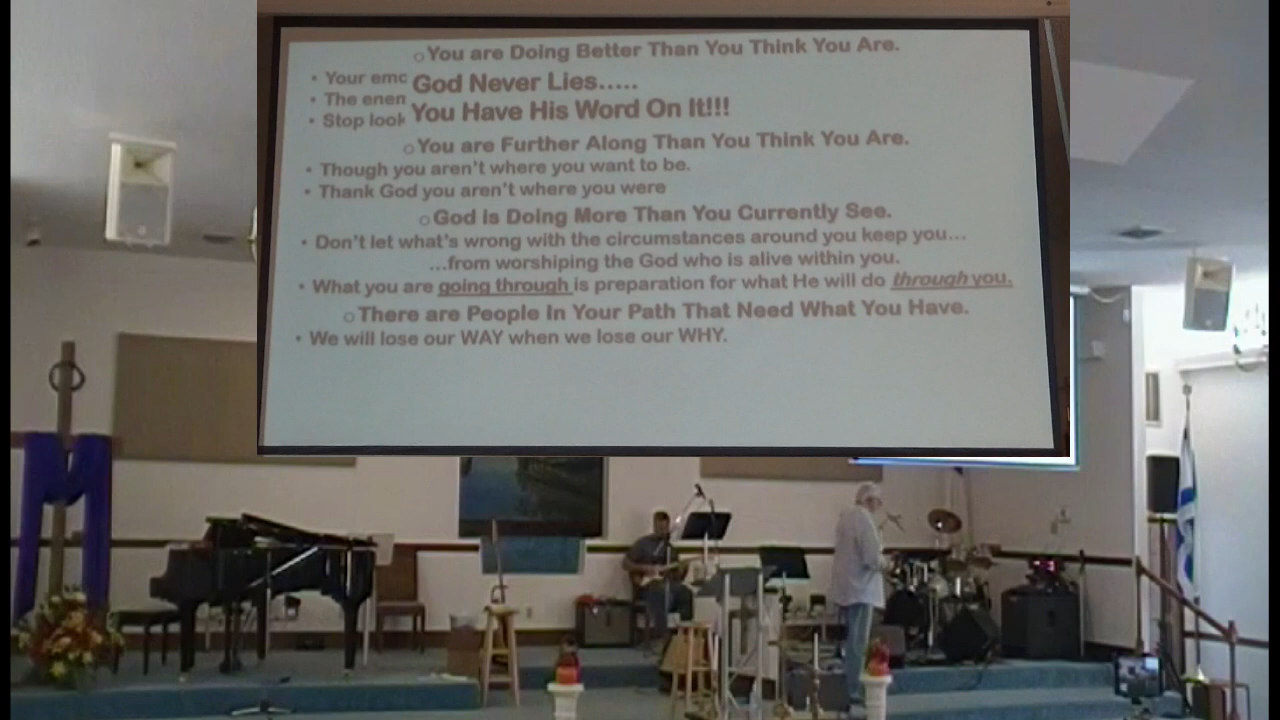 You are Doing Better Than You Think You Are.
• Your emo
God Never Lies.....
• The enen
You Have His Word On It!!!
• Stop look
You are Further Along Than You Think You Are.
• Though you aren't where you want to be.
• Thank God you aren't where you were
God is Doing More Than You Currently See.
• Don't let what's wrong with the circumstances around you keep you...
...from worshiping the God who is alive within you.
• What you are going through is preparation for what He will do through you.
There are People In Your Path That Need What You Have.
• We will lose our WAY when we lose our WHY.